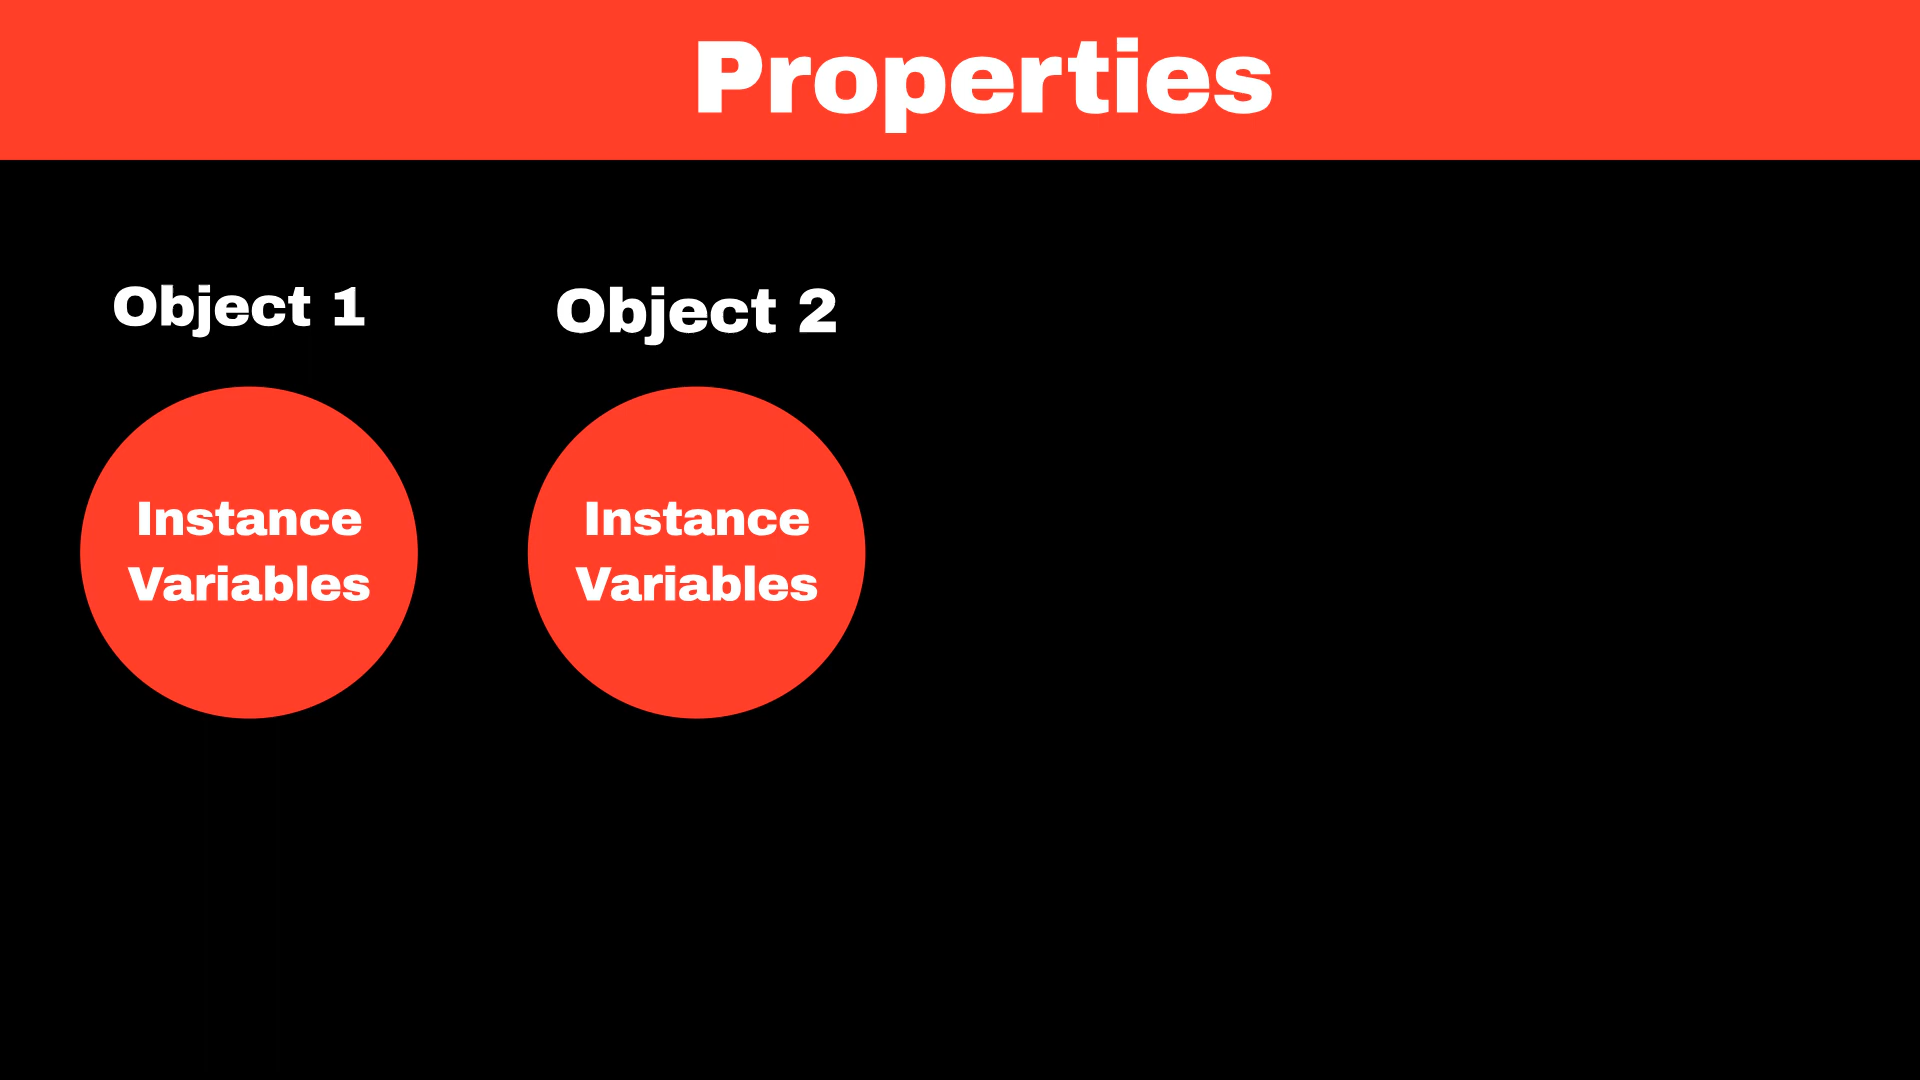 Properties
Object 1
Object 2
Instance
Variables
Instance
Variables